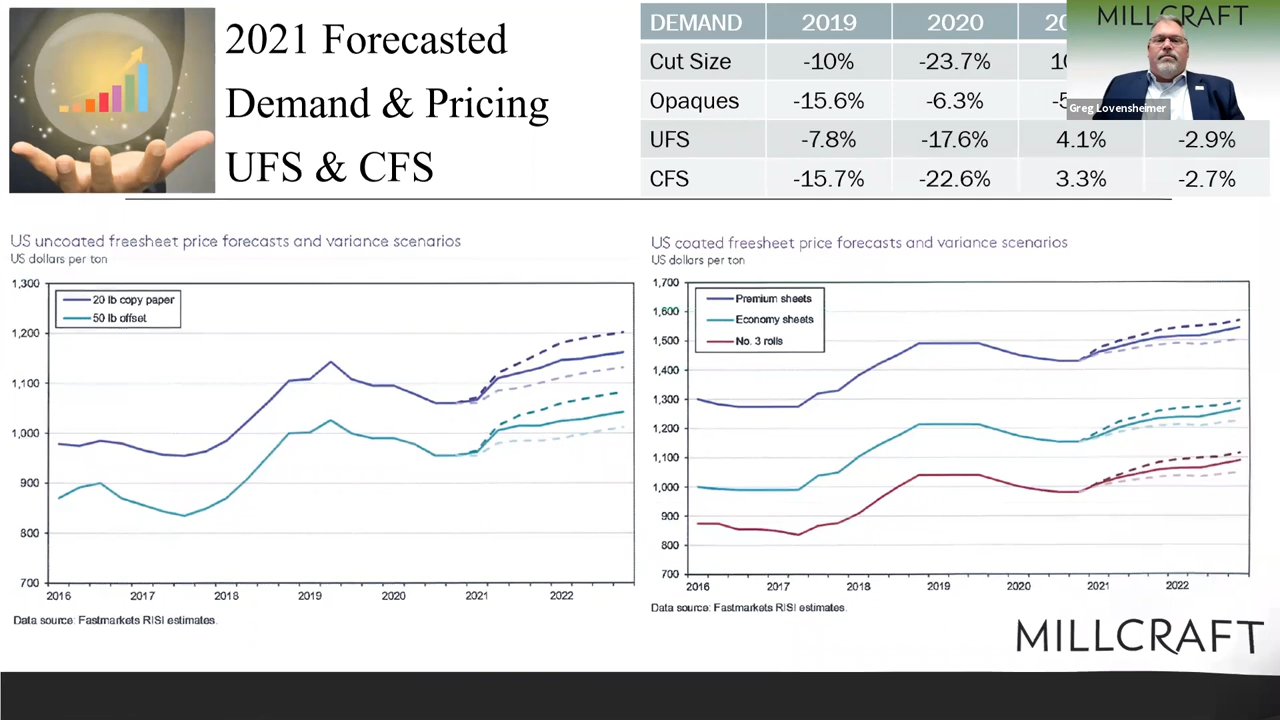 2021 Forecasted
Demand & Pricing
UFS & CFS
DEMAND 2019 2020
Cut Size -10% -23.7%
Opaques -15.6% -6.3%
UFS -7.8% -17.6% 4.1% -2.9%
CFS -15.7% -22.6% 3.3% -2.7%
MILLCRAFT
Greg Lovensheimer
US uncoated freesheet price forecasts and variance scenarios
US dollars per ton
1,300
1,200
1,100
1,000
900
800
700
20 lb copy paper
50 lb offset
2016 2017 2018 2019 2020 2021 2022
Data source: Fastmarkets RISI estimates.
US coated freesheet price forecasts and variance scenarios
US dollars per ton
1,700
1,600
1,500
1,400
1,300
1,200
1,100
1,000
900
800
700
Premium sheets
Economy sheets
No. 3 rolls
2016 2017 2018 2019 2020 2021 2022
Data source: Fastmarkets RISI estimates.
MILLCRAFT